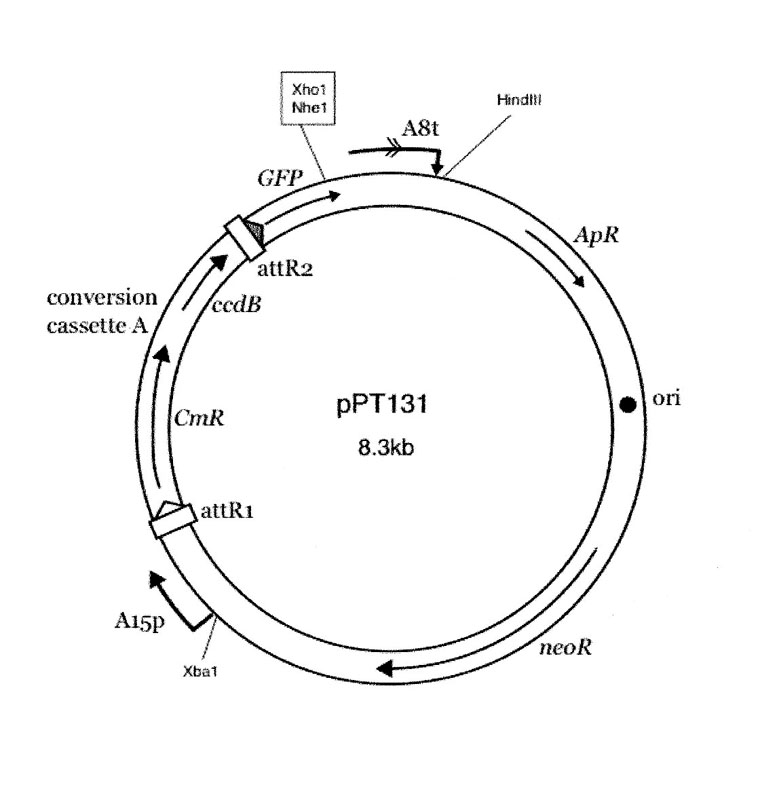 Xho1
Nhe1
A8t
HindIII
GFP
ApR
attR2
conversion
cassette A
ccdB
ori
pPT131
8.3kb
CmR
attR1
A15p
Xba1
neoR